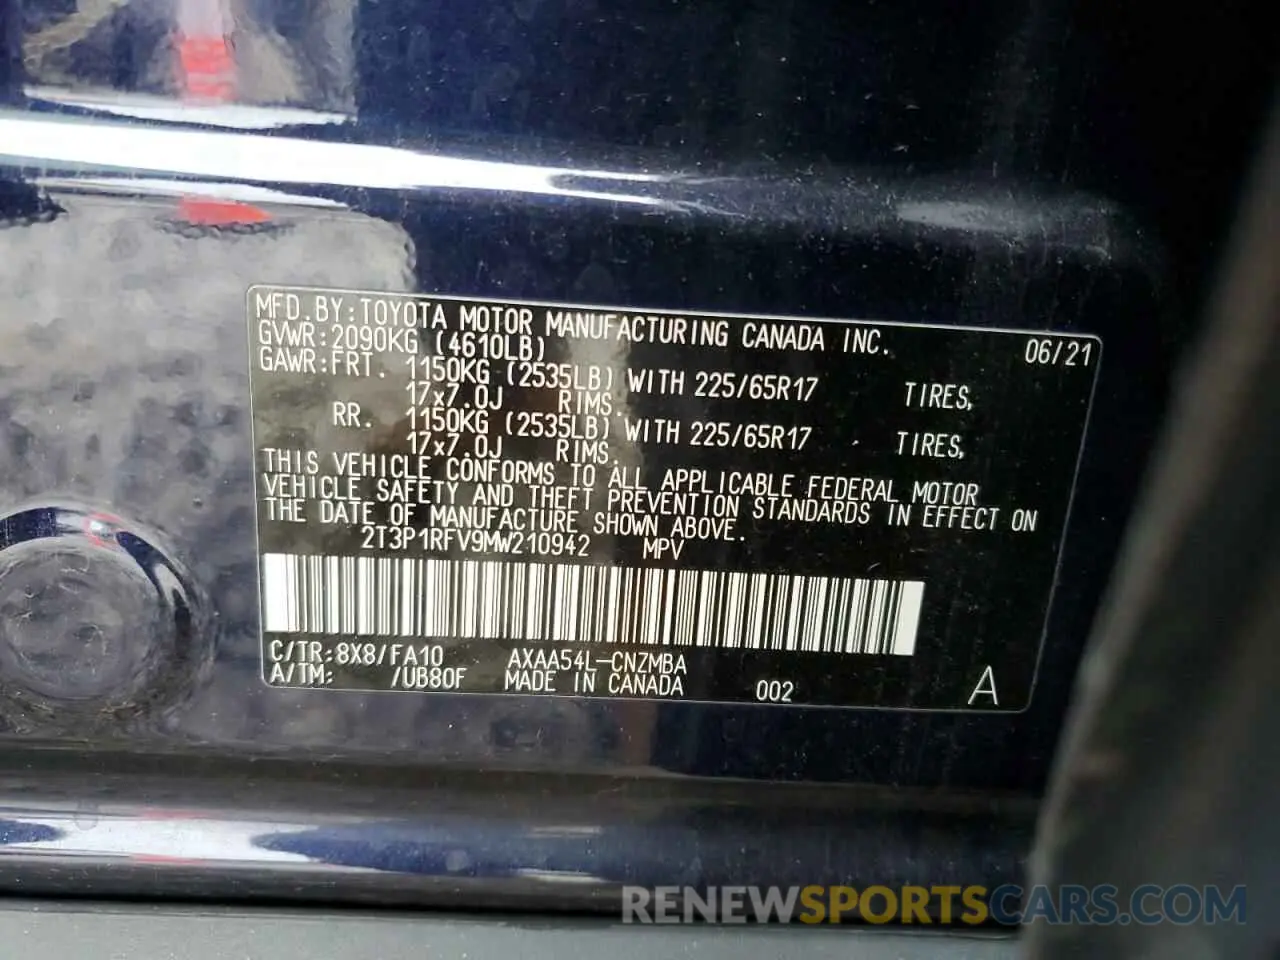 MFD.BY:TOYOTA MOTOR MANUFACTURING CANADA INC. 06/21
GVWR:2090KG (4610LB)
GAWR:FRT. 1150KG (2535LB) WITH 225/65R17 TIRES,
17x7.0J RIMS.
RR. 1150KG (2535LB) WITH 225/65R17 TIRES,
17x7.0J RIMS.
THIS VEHICLE CONFORMS TO ALL APPLICABLE FEDERAL MOTOR
VEHICLE SAFETY AND THEFT PREVENTION STANDARDS IN EFFECT ON
THE DATE OF MANUFACTURE SHOWN ABOVE.
2T3P1RFV9MW210942 MPV
C/TR:8X8/FA10 AXAA54L-CNZMBA
A/TM: /UB80F MADE IN CANADA 002 A
RENEWSPORTSCARS.COM